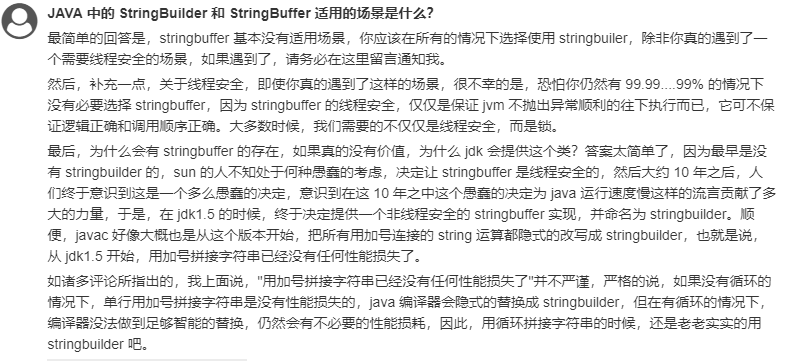 JAVA 中的 StringBuilder 和 StringBuffer 适用的场景是什么？
最简单的回答是，stringbuffer 基本没有适用场景，你应该在所有的情况下选择使用 stringbuiler，除非你真的遇到了一
个需要线程安全的场景，如果遇到了，请务必在这里留言通知我。
然后，补充一点，关于线程安全，即使你真的遇到了这样的场景，很不幸的是，恐怕你仍然有 99.99....99% 的情况下
没有必要选择 stringbuffer，因为 stringbuffer 的线程安全，仅仅是保证 jvm 不抛出异常顺利的往下执行而已，它可不保
证逻辑正确和调用顺序正确。大多数时候，我们需要的不仅仅是线程安全，而是锁。
最后，为什么会有 stringbuffer 的存在，如果真的没有价值，为什么 jdk 会提供这个类？答案太简单了，因为最早是没
有 stringbuilder 的，sun 的人不知处于何种愚蠢的考虑，决定让 stringbuffer 是线程安全的，然后大约 10 年之后，人
们终于意识到这是一个多么愚蠢的决定，意识到在这 10 年之中这个愚蠢的决定为 java 运行速度慢这样的流言贡献了多
大的力量，于是，在 jdk1.5 的时候，终于决定提供一个非线程安全的 stringbuffer 实现，并命名为 stringbuilder。顺
便，javac 好像大概也是从这个版本开始，把所有用加号连接的 string 运算都隐式的改写成 stringbuilder，也就是说，
从 jdk1.5 开始，用加号拼接字符串已经没有任何性能损失了。
如诸多评论所指出的，我上面说，"用加号拼接字符串已经没有任何性能损失了"并不严谨，严格的说，如果没有循环的
情况下，单行用加号拼接字符串是没有性能损失的，java 编译器会隐式的替换成 stringbuilder，但在有循环的情况下，
编译器没法做到足够智能的替换，仍然会有不必要的性能损耗，因此，用循环拼接字符串的时候，还是老老实实的用
stringbuilder 吧。